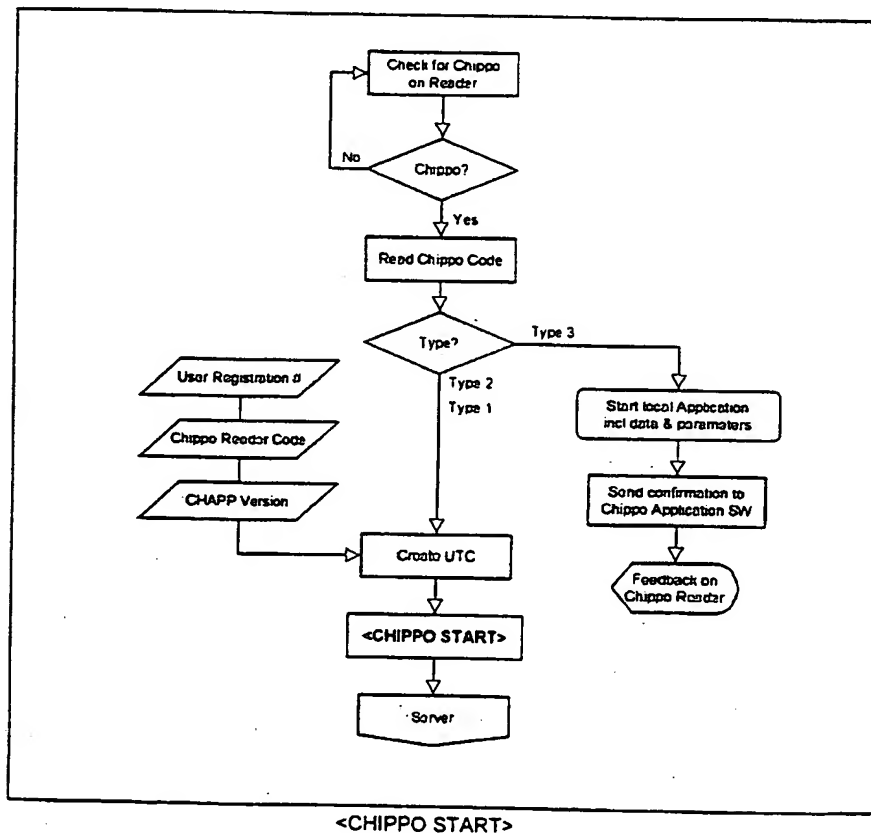 Check for Chippo
on Reader
No
Chippo?
Yes
Read Chippo Code
Type?
Type 3
Type 2
Type 1
User Registration #
Chippo Reader Code
CHAPP Version
Start local Application
incl data & parameters
Send confirmation to
Chippo Application SW
Create UTC
Feedback on
Chippo Reader
<CHIPPO START>
Server
<CHIPPO START>